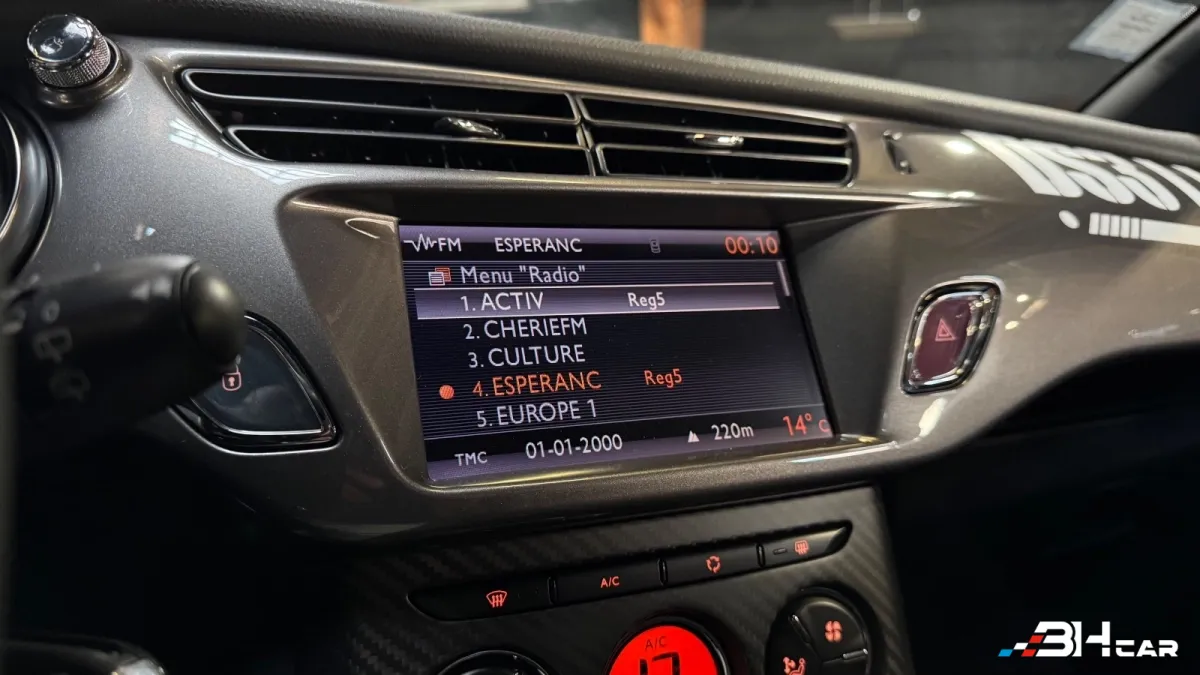 FM ESPERANC 00:10
Menu "Radio"
1. ACTIV Reg5
2. CHERIEFM
3. CULTURE
4. ESPERANC Reg5
5. EUROPE 1
TMC 01-01-2000 220m 14° C
DS3
A/C
A/C
BHCAR